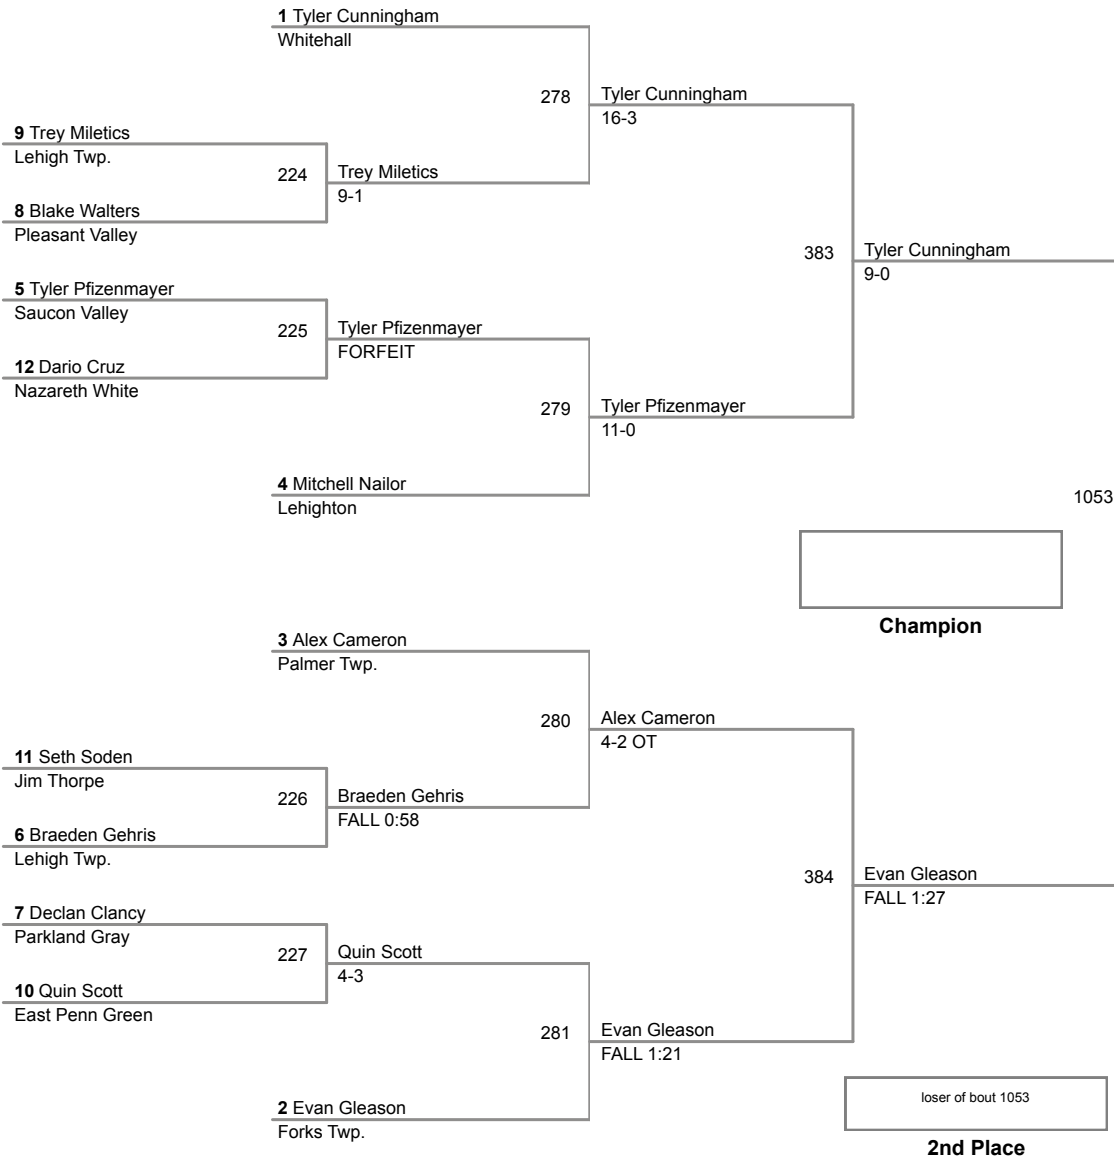 1 Tyler Cunningham
Whitehall
278
Tyler Cunningham
16-3
9 Trey Miletics
Lehigh Twp.
224
Trey Miletics
9-1
8 Blake Walters
Pleasant Valley
383
Tyler Cunningham
9-0
5 Tyler Pfizenmayer
Saucon Valley
225
Tyler Pfizenmayer
FORFEIT
12 Dario Cruz
Nazareth White
279
Tyler Pfizenmayer
11-0
4 Mitchell Nailor
Lehighton
1053
Champion
3 Alex Cameron
Palmer Twp.
280
Alex Cameron
4-2 OT
11 Seth Soden
Jim Thorpe
226
Braeden Gehris
FALL 0:58
6 Braeden Gehris
Lehigh Twp.
384
Evan Gleason
FALL 1:27
7 Declan Clancy
Parkland Gray
227
Quin Scott
4-3
10 Quin Scott
East Penn Green
281
Evan Gleason
FALL 1:21
2 Evan Gleason
Forks Twp.
loser of bout 1053
2nd Place